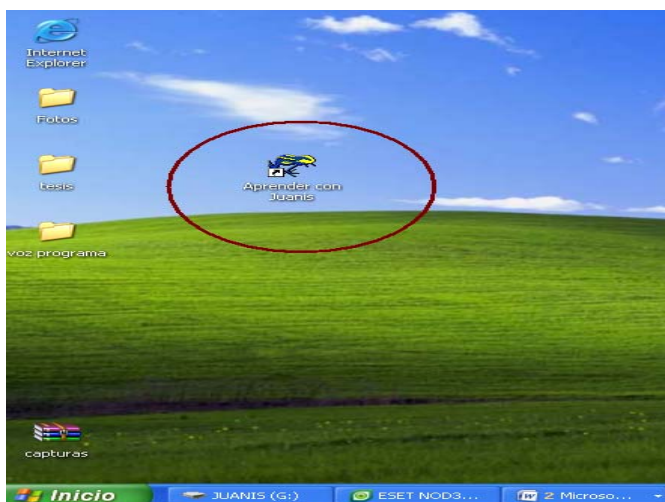 Internet
Explorer
Fotos
tesis
voz programa
Aprender con
Juanis
capturas
Inicio
JUANIS (G:)
ESET NOD3...
2 Microso...